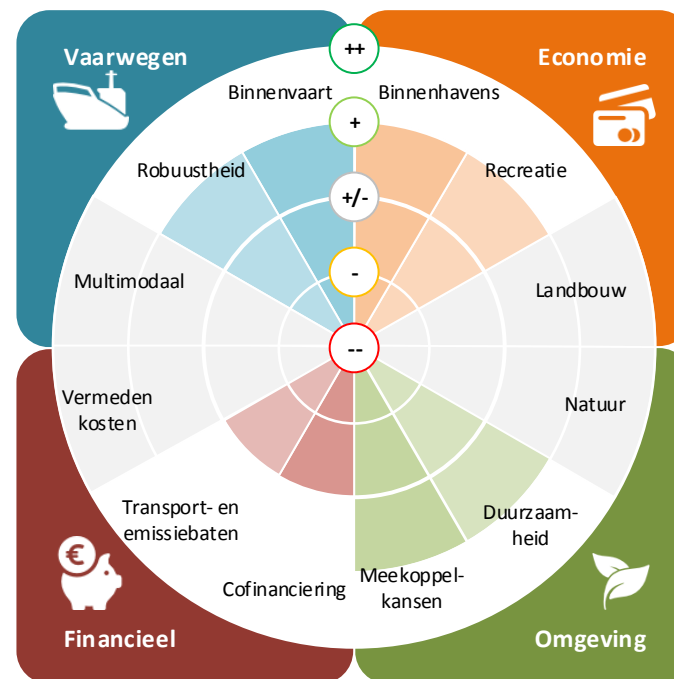 Vaarwegen
Economie
++
Binnenvaart
Binnenhavens
+
Robuustheid
Recreatie
+/-
-
Multimodaal
Landbouw
--
Vermeden
kosten
Natuur
Transport- en
emissiebaten
Duurzaam-
heid
Cofinanciering
Meekoppel-
kansen
€
Financieel
Omgeving